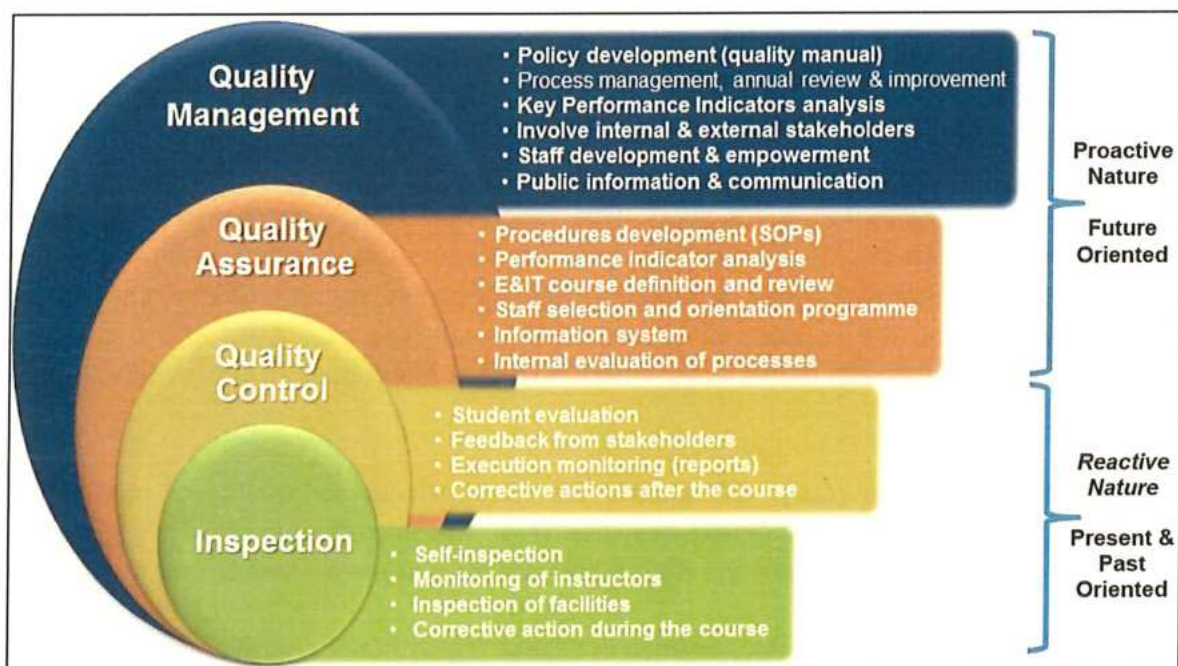 Quality
Management
• Policy development (quality manual)
• Process management, annual review & improvement
• Key Performance Indicators analysis
• Involve internal & external stakeholders
• Staff development & empowerment
• Public information & communication
Quality
Assurance
• Procedures development (SOPs)
• Performance indicator analysis
• E&IT course definition and review
• Staff selection and orientation programme
• Information system
• Internal evaluation of processes
Proactive
Nature
Future
Oriented
Quality
Control
• Student evaluation
• Feedback from stakeholders
• Execution monitoring (reports)
• Corrective actions after the course
Inspection
• Self-inspection
• Monitoring of instructors
• Inspection of facilities
• Corrective action during the course
Reactive
Nature
Present &
Past
Oriented